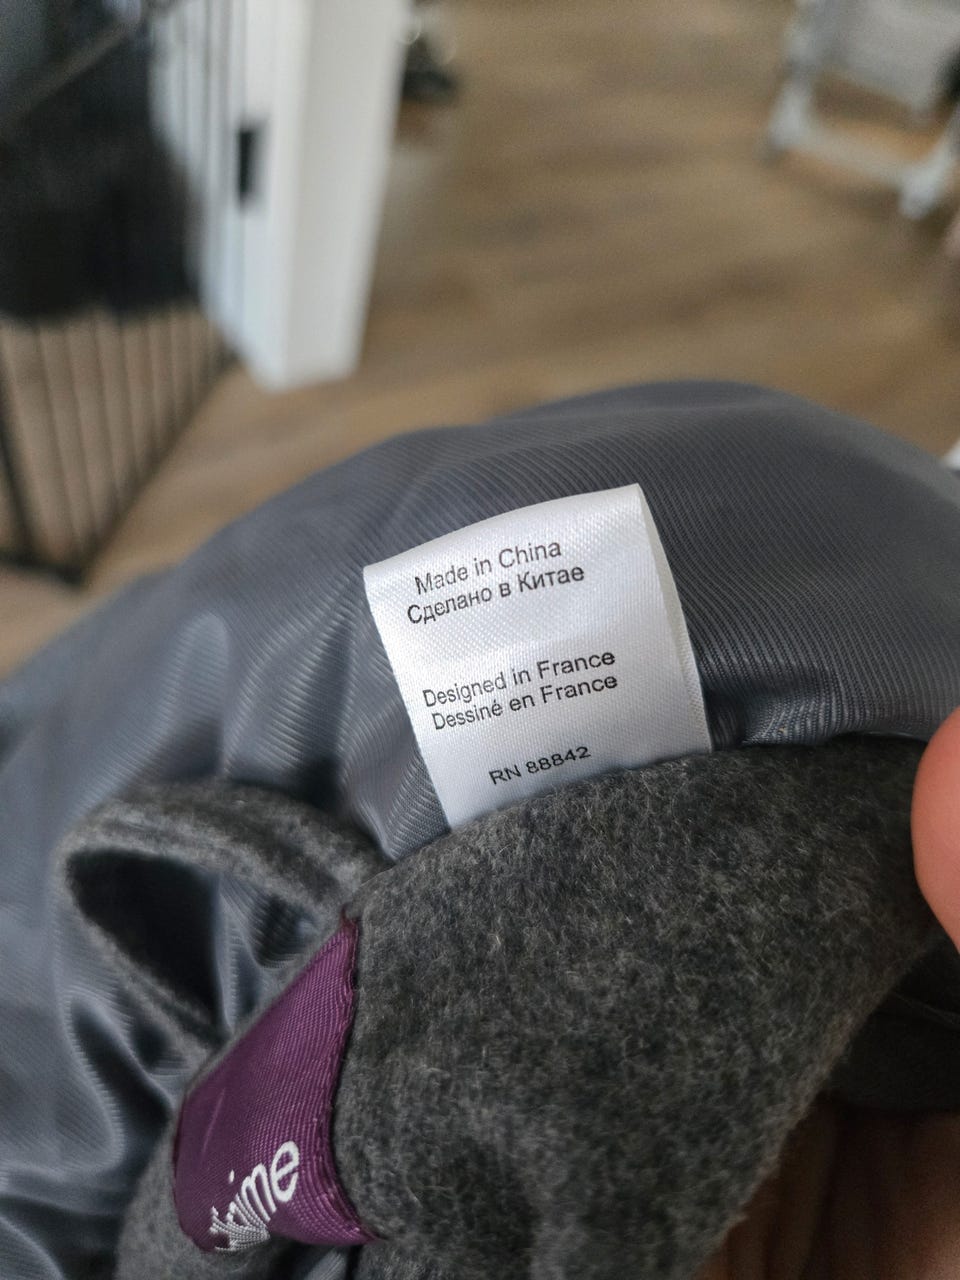 Made in China
Сделано в Китае
Designed in France
Dessiné en France
RN 88842